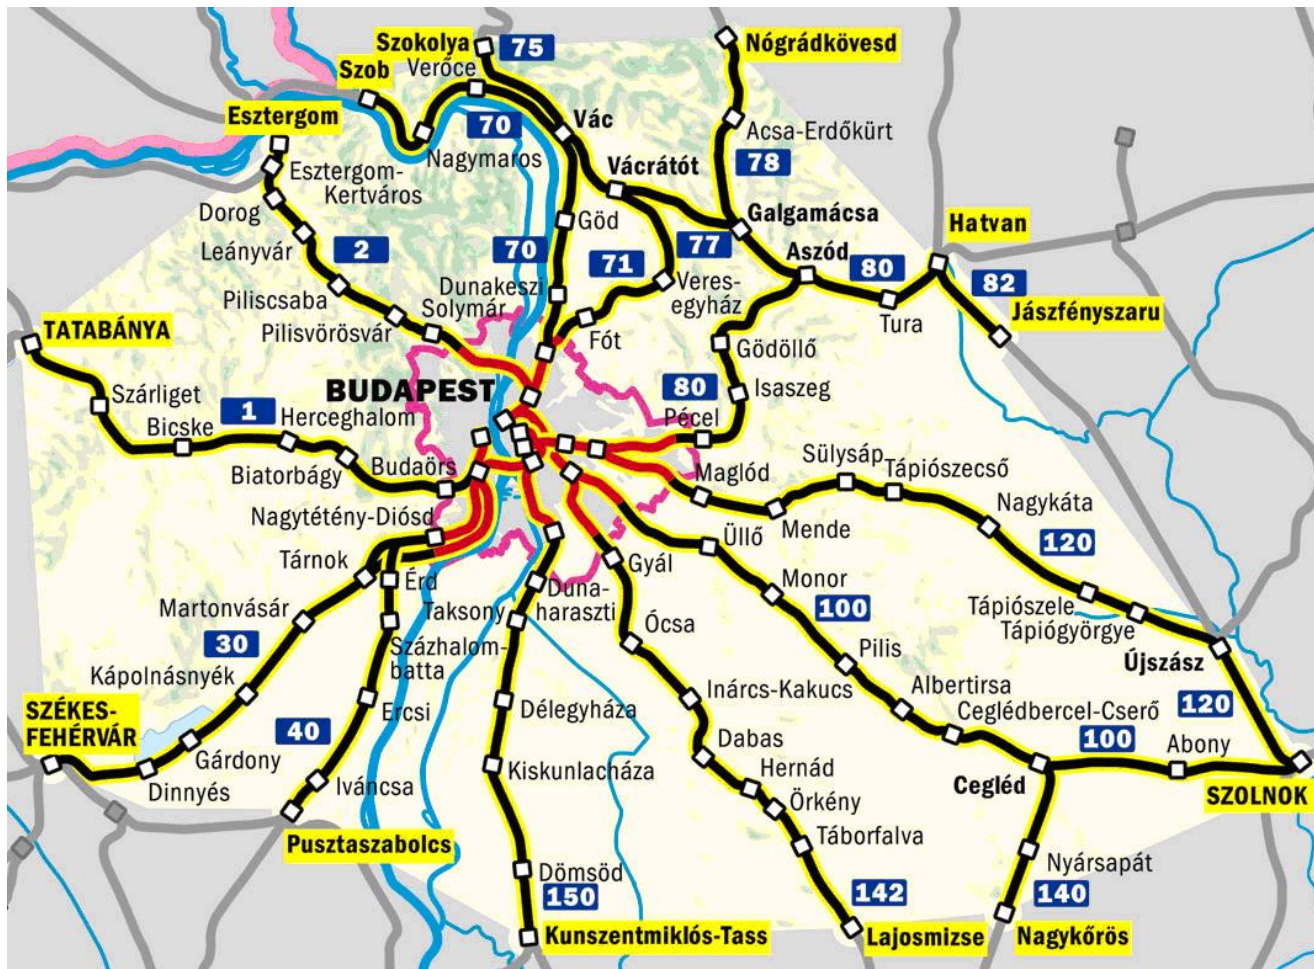 Szokolya
75
Nógrádkövesd
Szob
Verőce
Esztergom
70
Vác
Acsa-Erdőkürt
Nagymaros
Vácrátót
78
Esztergom-
Kertváros
Dorog
Göd
Galgamácsa
Hatvan
Leányvár
2
70
71
77
Aszód
80
82
Piliscsaba
Dunakeszi
Veres-
egyház
Solymár
Jászfényszaru
Tura
TATABÁNYA
Pilisvörösvár
Fót
Gödöllő
BUDAPEST
80
Isaszeg
Szárliget
1
Herceghalom
Pécel
Bicske
Sülysáp
Biatorbágy
Budaörs
Maglód
Tápiószecső
Nagykáta
Nagytétény-Diósd
Mende
Üllő
120
Tárnok
Érd
Gyál
Monor
Duna-
haraszti
Martonvásár
Taksony
100
Tápiószele
Tápiógyörgye
30
Százhalom-
batta
Ócsa
Pilis
Újszász
Kápolnásnyék
Inárcs-Kakucs
Albertirsa
SZÉKES-
FEHÉRVÁR
Ercsi
Délegyháza
Ceglédbercel-Cserő
120
40
Dabas
100
Abony
Gárdony
Kiskunlacháza
Hernád
Cegléd
Dinnyés
Iváncsa
Örkény
SZOLNOK
Pusztaszabolcs
Táborfalva
Dömsöd
Nyársapát
150
142
140
Kunszentmiklós-Tass
Lajosmizse
Nagykőrös